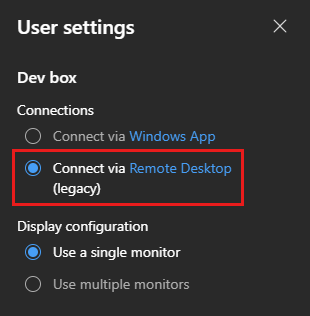 User settings
Dev box
Connections
Connect via Windows App
Connect via Remote Desktop
(legacy)
Display configuration
Use a single monitor
Use multiple monitors